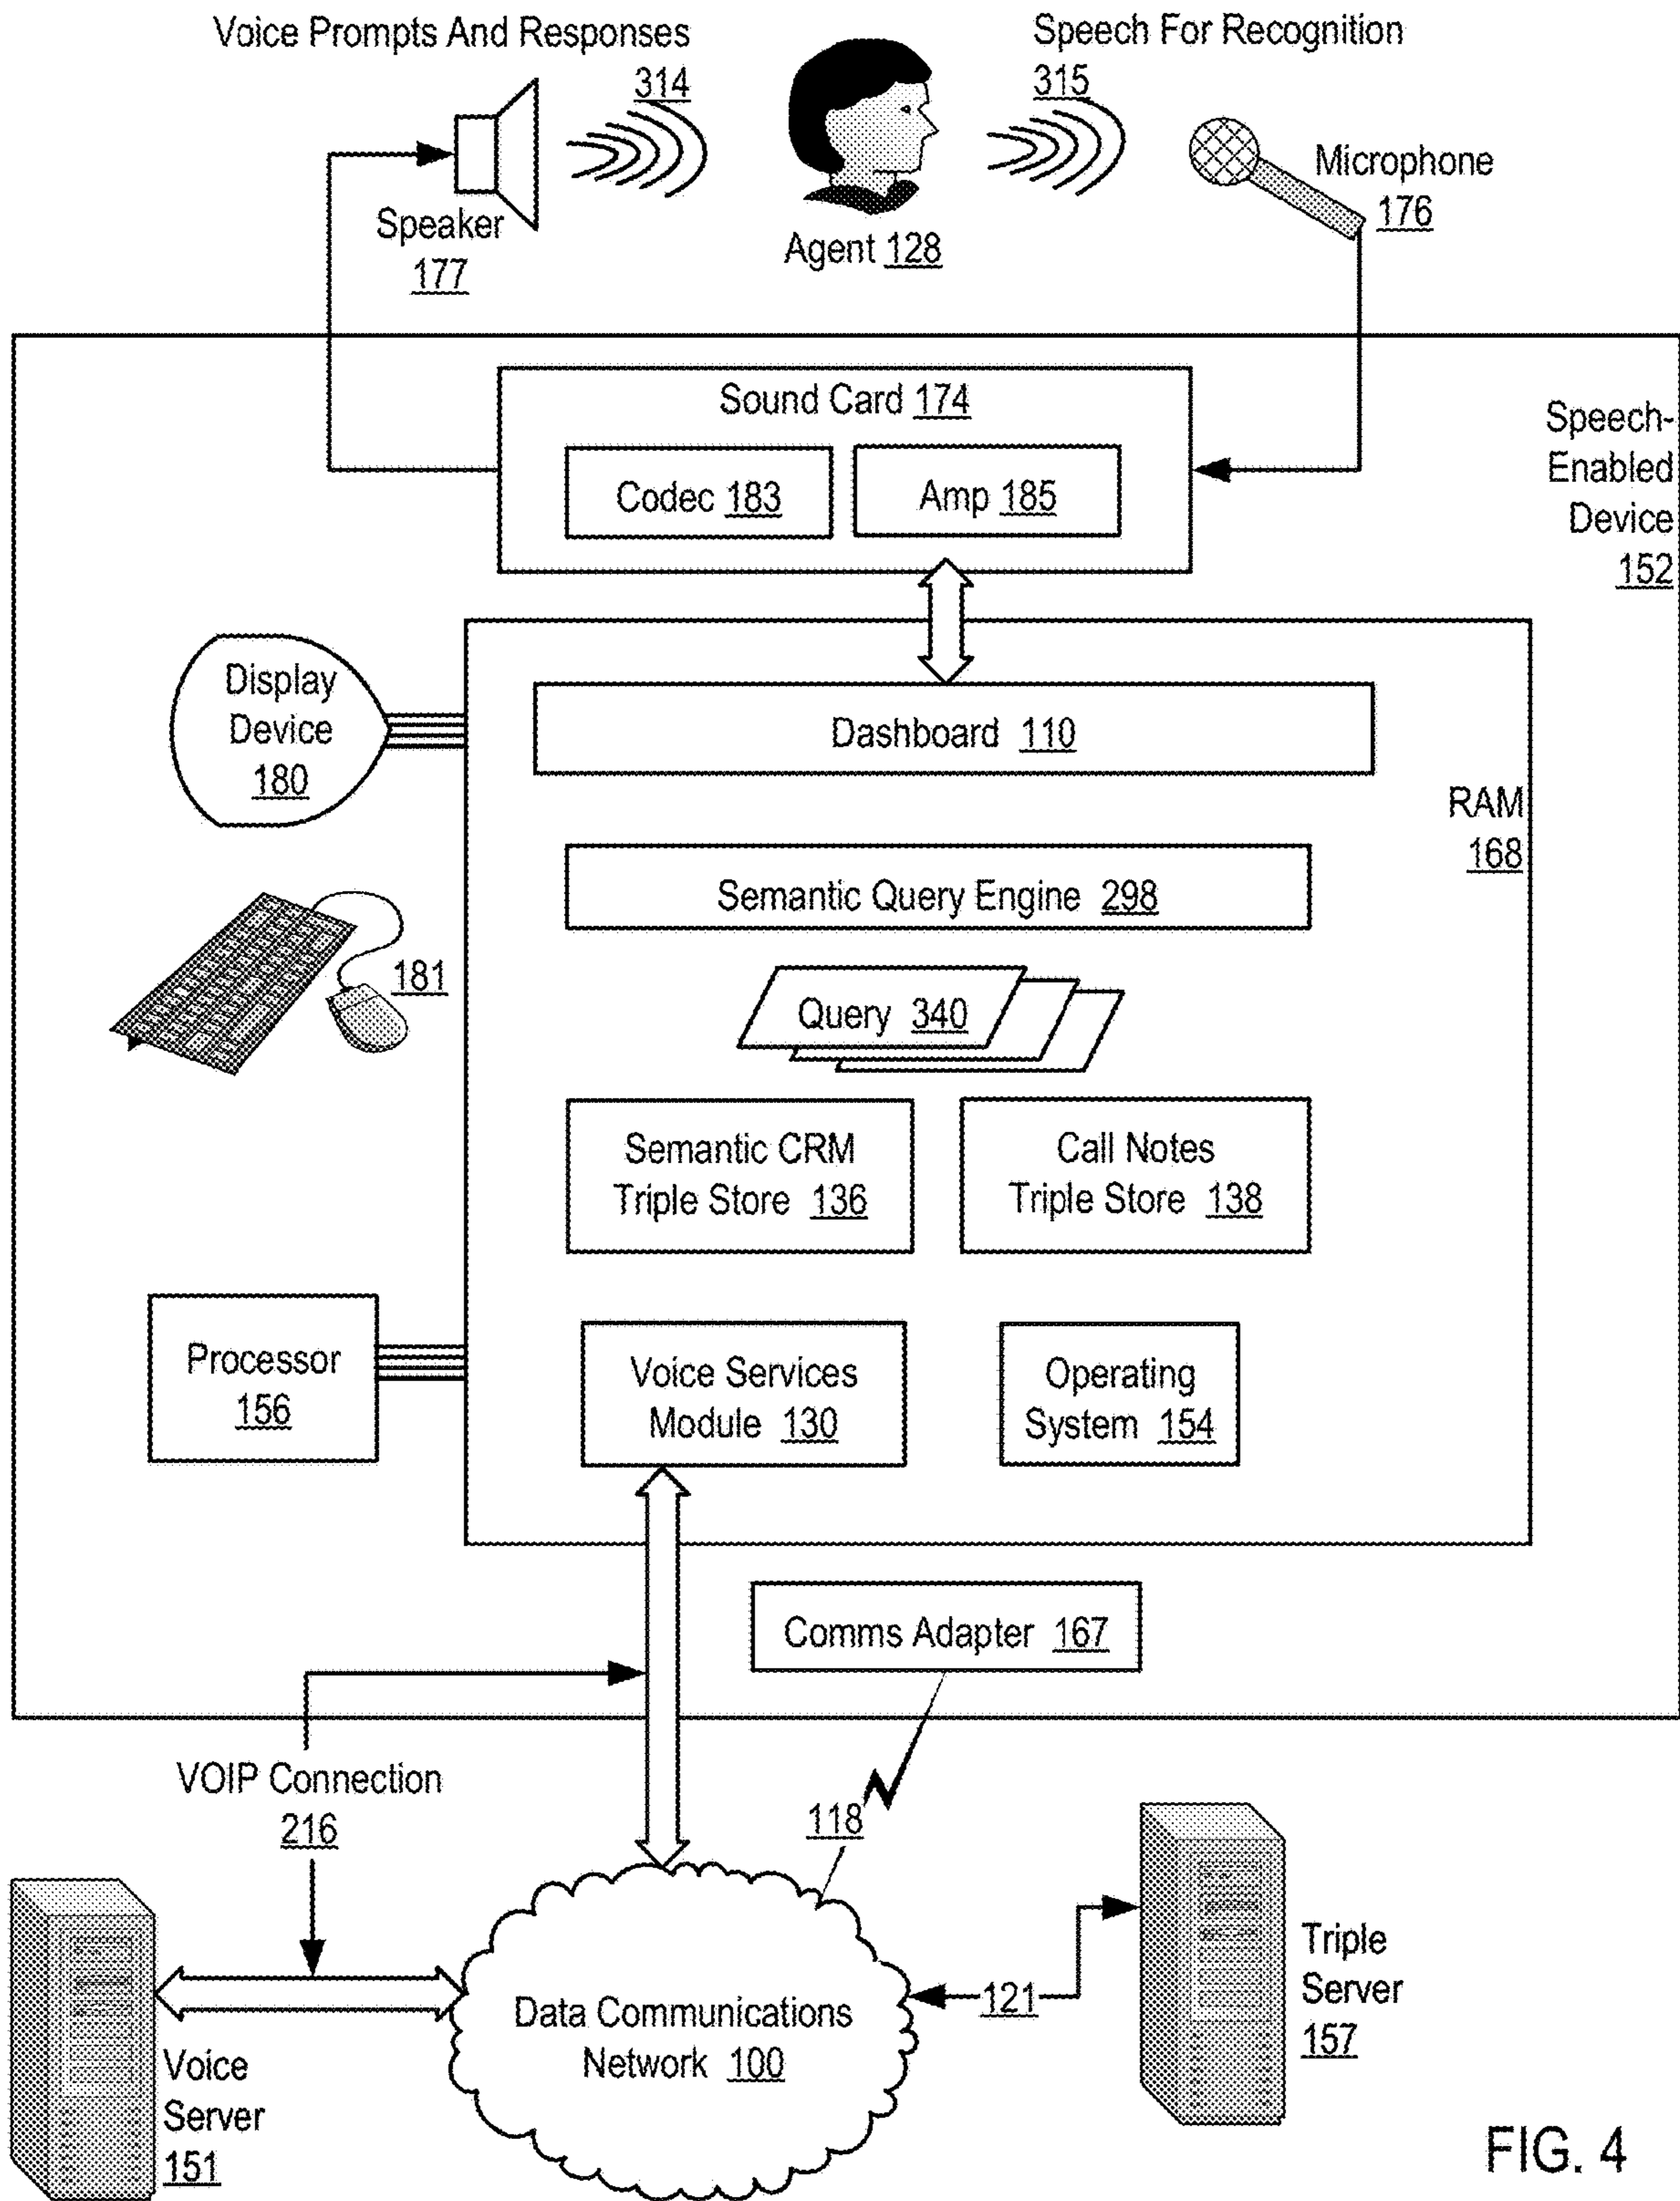 Voice Prompts And Responses
314
Speech For Recognition
315
Speaker
177
Agent 128
Microphone
176
Sound Card 174
Codec 183
Amp 185
Speech-
Enabled
Device
152
Display
Device
180
Dashboard 110
RAM
168
Semantic Query Engine 298
181
Query 340
Semantic CRM
Triple Store 136
Call Notes
Triple Store 138
Processor
156
Voice Services
Module 130
Operating
System 154
Comms Adapter 167
VOIP Connection
216
118
Voice
Server
151
Data Communications
Network 100
121
Triple
Server
157
FIG. 4